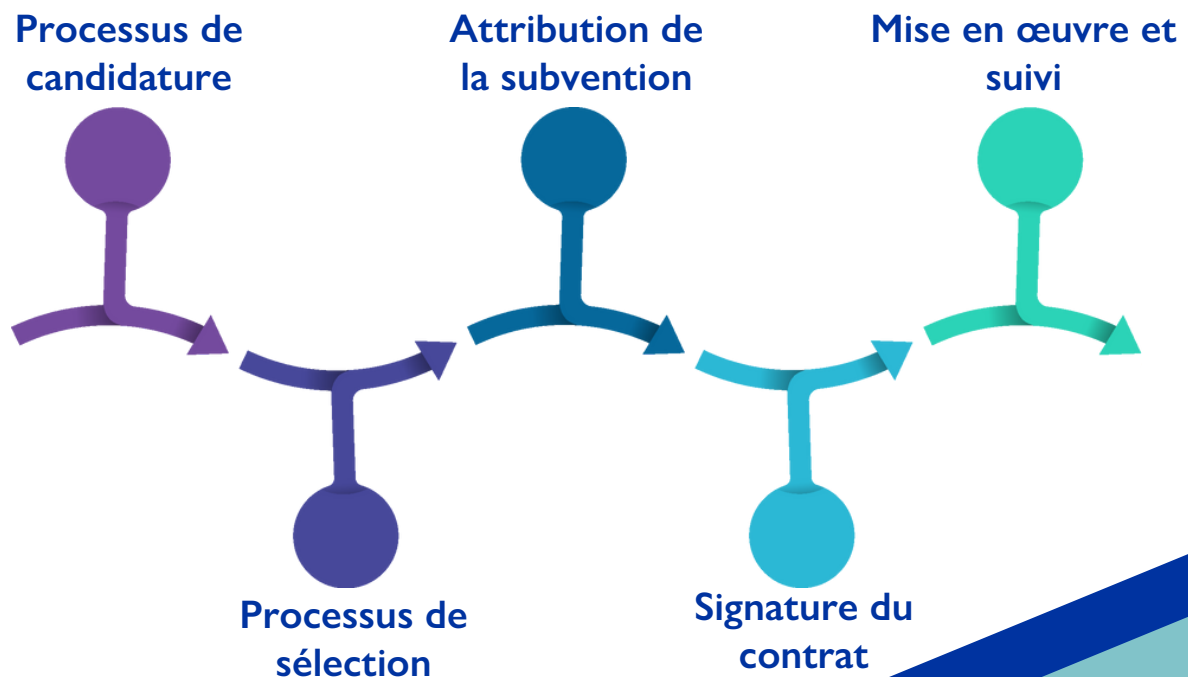 Processus de
candidature
Processus de
sélection
Attribution de
la subvention
Signature du
contrat
Mise en œuvre et
suivi